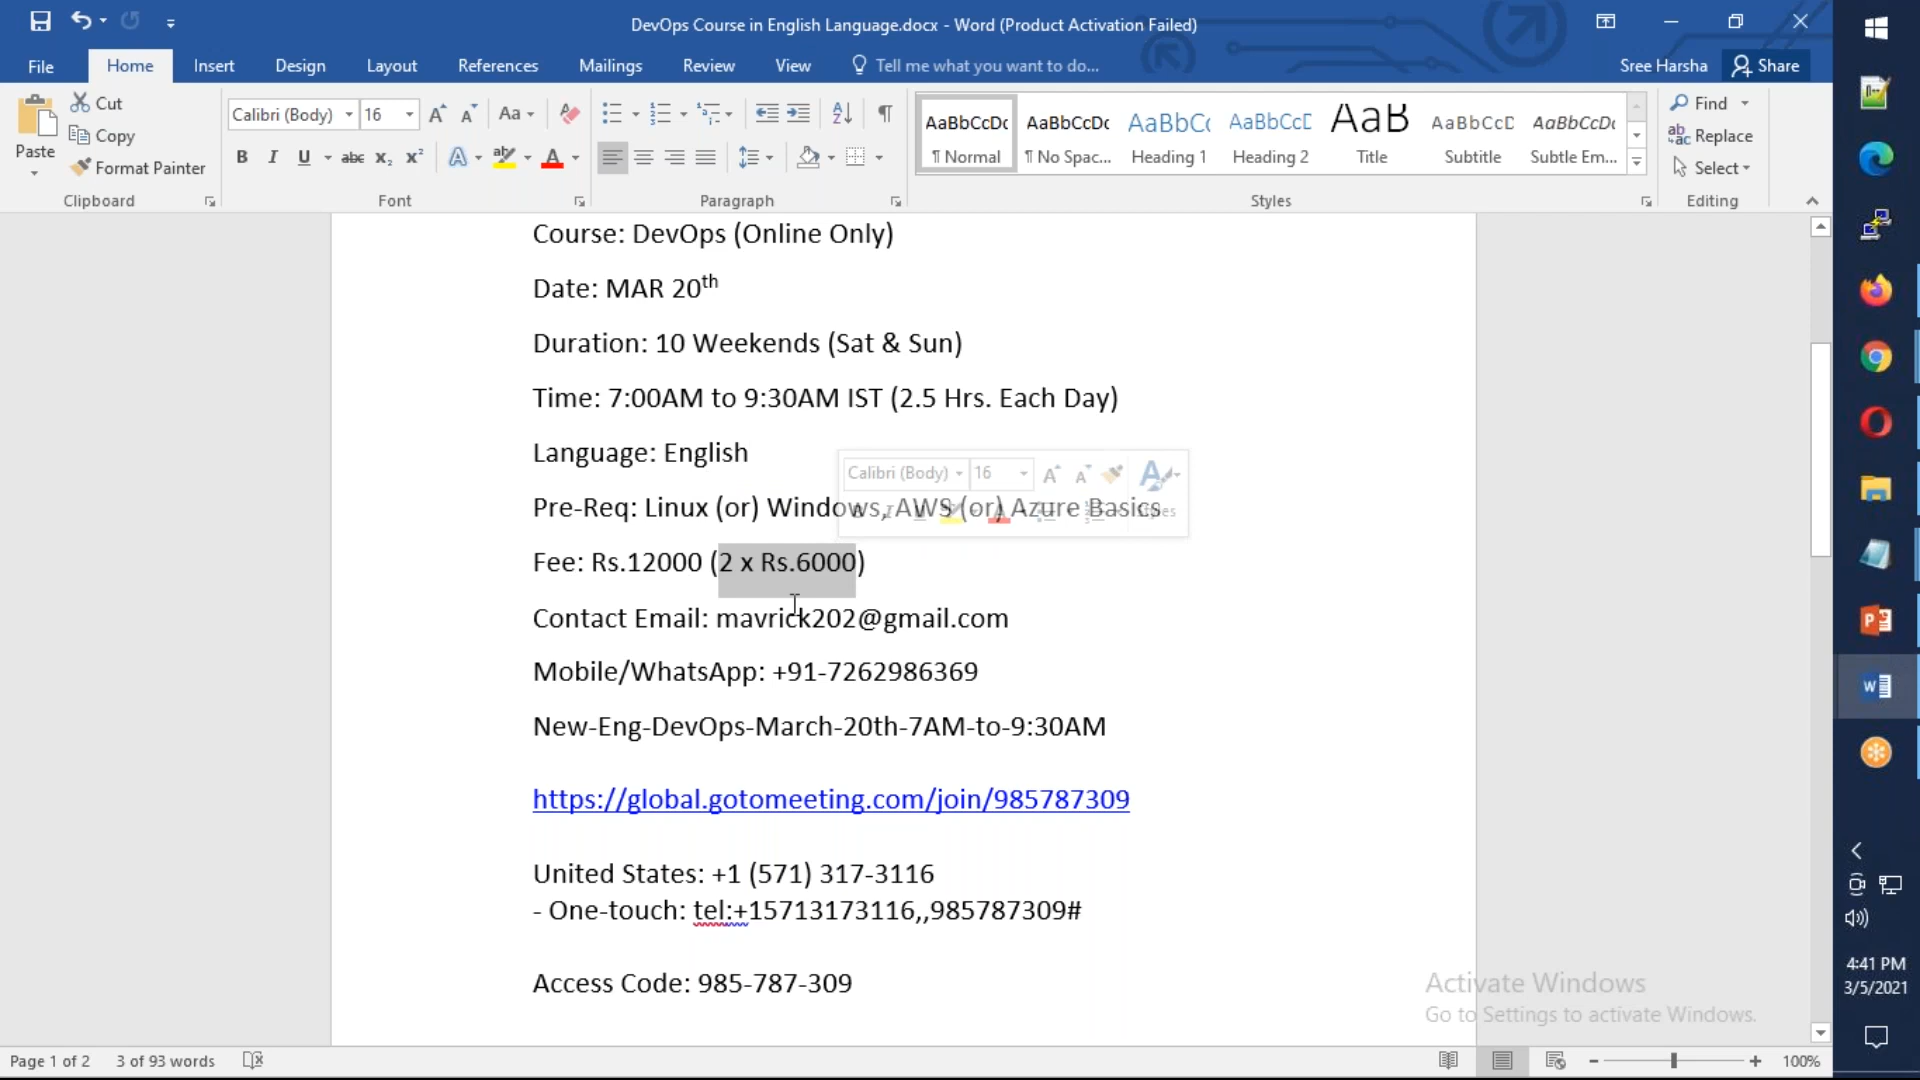 DevOps Course in English Language.docx - Word (Product Activation Failed)
File Home Insert Design Layout References Mailings Review View Tell me what you want to do... Sree Harsha Share
Paste Cut Copy Format Painter
Clipboard
Calibri (Body) 16 Aa
B I U abc X₂ X² A ab A
Font
Paragraph
AaBbCcDc AaBbCcDc AaBbC AaBbCcD AaB AaBbCcD AaBbCcDc
¶ Normal ¶ No Spac... Heading 1 Heading 2 Title Subtitle Subtle Em...
Styles
Find
Replace
Select
Editing
Course: DevOps (Online Only)
Date: MAR 20th
Duration: 10 Weekends (Sat & Sun)
Time: 7:00AM to 9:30AM IST (2.5 Hrs. Each Day)
Language: English
Calibri (Body) 16
Pre-Req: Linux (or) Windows, AWS (or) Azure Basics
Fee: Rs.12000 (2 x Rs.6000)
Contact Email: mavrick202@gmail.com
Mobile/WhatsApp: +91-7262986369
New-Eng-DevOps-March-20th-7AM-to-9:30AM
https://global.gotomeeting.com/join/985787309
United States: +1 (571) 317-3116
- One-touch: tel:+15713173116,,985787309#
Access Code: 985-787-309
Activate Windows
Go to Settings to activate Windows.
Page 1 of 2 3 of 93 words 100%
4:41 PM
3/5/2021